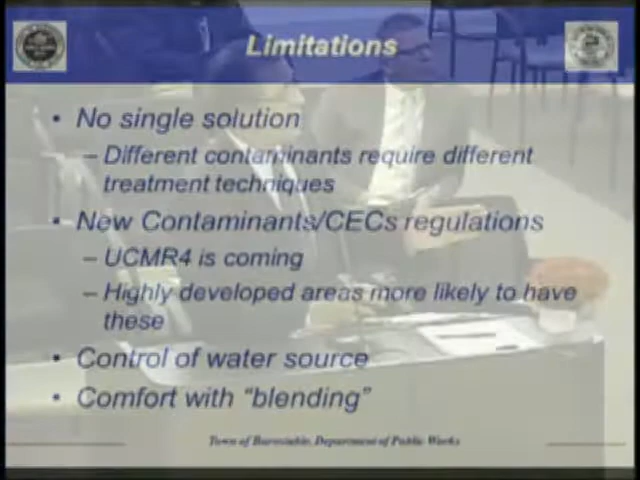 Limitations
• No single solution
– Different contaminants require different
treatment techniques
• New Contaminants/CECs regulations
– UCMR4 is coming
– Highly developed areas more likely to have
these
• Control of water source
• Comfort with “blending”
Town of Barnstable, Department of Public Works